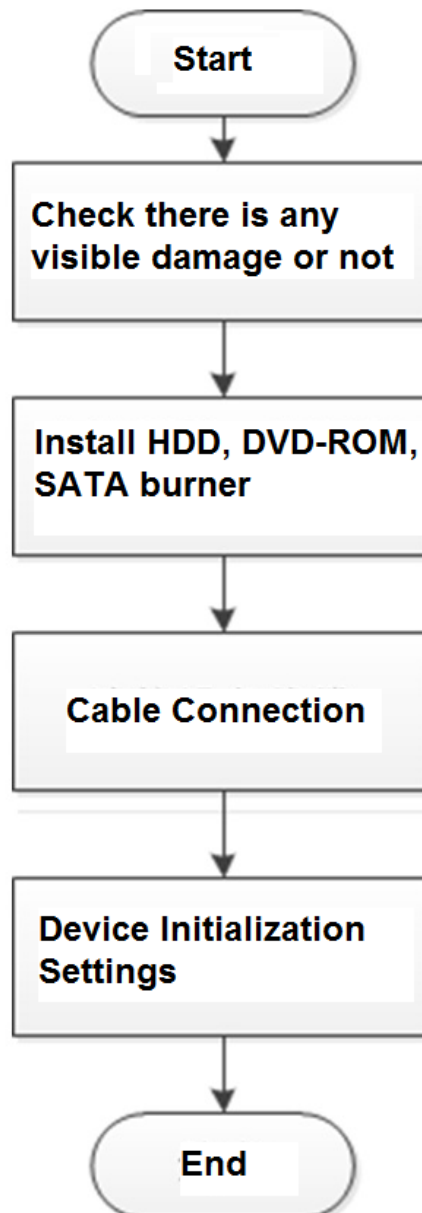 Start
Check there is any
visible damage or not
Install HDD, DVD-ROM,
SATA burner
Cable Connection
Device Initialization
Settings
End